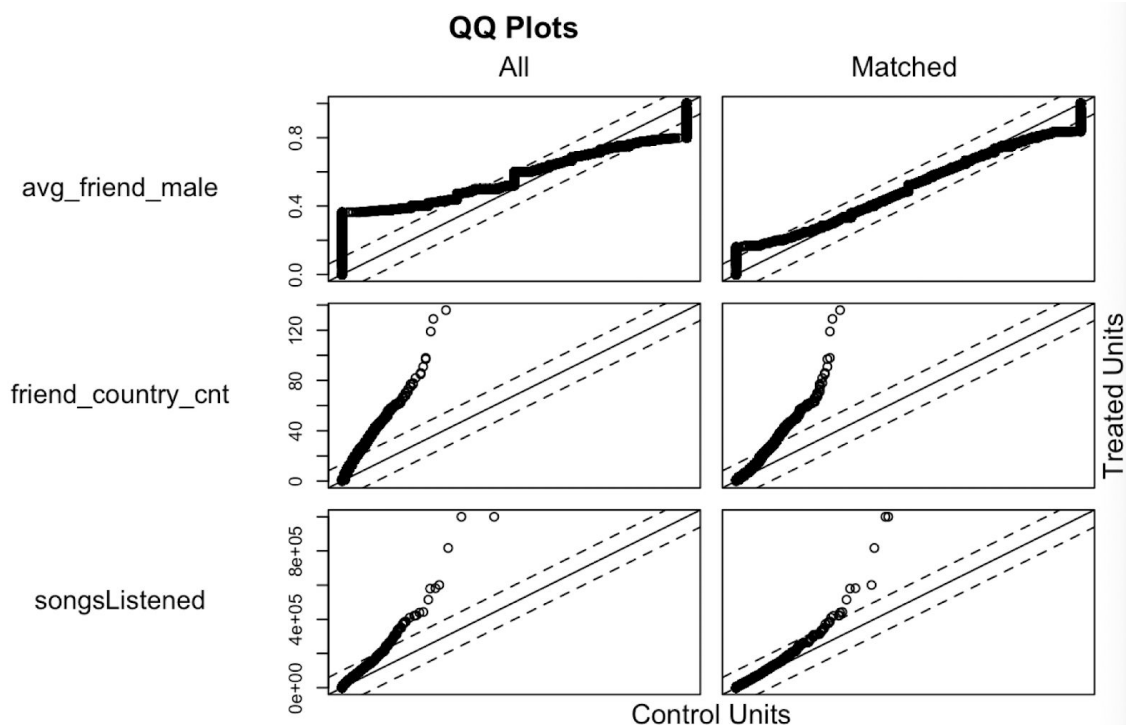 QQ Plots
All Matched
avg_friend_male
0.0 0.4 0.8
friend_country_cnt
0 40 80 120
songsListened
0e+00 4e+05 8e+05
Control Units
Treated Units